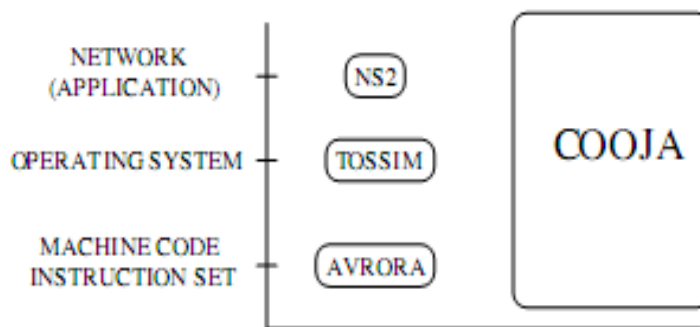 NETWORK
(APPLICATION)
NS2
OPERATING SYSTEM
TOSSIM
COOJA
MACHINE CODE
INSTRUCTION SET
AVRORA